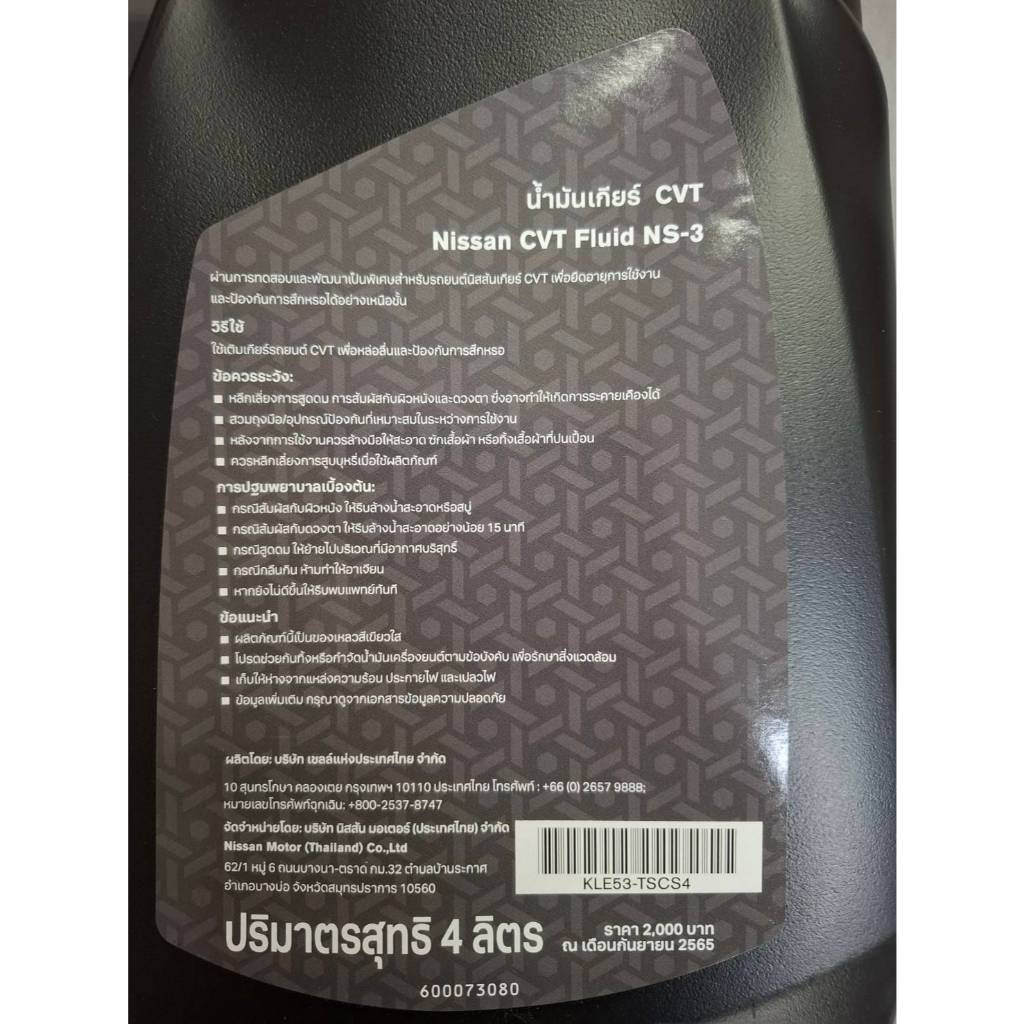 น้ำมันเกียร์ CVT
Nissan CVT Fluid NS-3
ผ่านการทดสอบและพัฒนาเป็นพิเศษสำหรับรถยนต์นิสสันเกียร์ CVT เพื่อยืดอายุการใช้งาน
และป้องกันการสึกหรอได้อย่างเหนือชั้น
วิธีใช้
ใช้เติมเกียร์รถยนต์ CVT เพื่อหล่อลื่นและป้องกันการสึกหรอ
ข้อควรระวัง:
■ หลีกเลี่ยงการสูดดม การสัมผัสกับผิวหนังและดวงตา ซึ่งอาจทำให้เกิดการระคายเคืองได้
■ สวมถุงมือ/อุปกรณ์ป้องกันที่เหมาะสมในระหว่างการใช้งาน
■ หลังจากการใช้งานควรล้างมือให้สะอาด ซักเสื้อผ้า หรือทิ้งเสื้อผ้าที่ปนเปื้อน
■ ควรหลีกเลี่ยงการสูบบุหรี่เมื่อใช้ผลิตภัณฑ์
การปฐมพยาบาลเบื้องต้น:
■ กรณีสัมผัสกับผิวหนัง ให้รีบล้างน้ำสะอาดหรือสบู่
■ กรณีสัมผัสกับดวงตา ให้รีบล้างน้ำสะอาดอย่างน้อย 15 นาที
■ กรณีสูดดม ให้ย้ายไปบริเวณที่มีอากาศบริสุทธิ์
■ กรณีกลืนกิน ห้ามทำให้อาเจียน
■ หากยังไม่ดีขึ้นให้รีบพบแพทย์ทันที
ข้อแนะนำ
■ ผลิตภัณฑ์นี้เป็นของเหลวสีเขียวใส
■ โปรดช่วยกันทิ้งหรือกำจัดน้ำมันเครื่องยนต์ตามข้อบังคับ เพื่อรักษาสิ่งแวดล้อม
■ เก็บให้ห่างจากแหล่งความร้อน ประกายไฟ และเปลวไฟ
■ ข้อมูลเพิ่มเติม กรุณาดูจากเอกสารข้อมูลความปลอดภัย
ผลิตโดย: บริษัท เชลล์แห่งประเทศไทย จำกัด
10 สุนทรโกษา คลองเตย กรุงเทพฯ 10110 ประเทศไทย โทรศัพท์ : +66 (0) 2657 9888;
หมายเลขโทรศัพท์ฉุกเฉิน: +800-2537-8747
จัดจำหน่ายโดย: บริษัท นิสสัน มอเตอร์ (ประเทศไทย) จำกัด
Nissan Motor (Thailand) Co.,Ltd
62/1 หมู่ 6 ถนนบางนา-ตราด กม.32 ตำบลบ้านระกาศ
อำเภอบางบ่อ จังหวัดสมุทรปราการ 10560
KLE53-TSCS4
ปริมาตรสุทธิ 4 ลิตร
ราคา 2,000 บาท
ณ เดือนกันยายน 2565
600073080